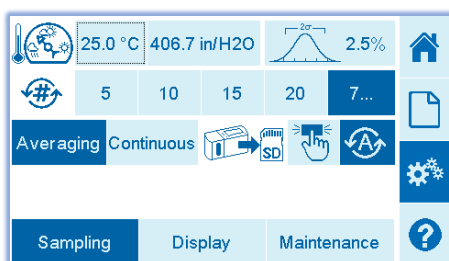 25.0 °C 406.7 in/H2O 2σ 2.5%
# 5 10 15 20 7...
Averaging Continuous SD A
Sampling Display Maintenance ?